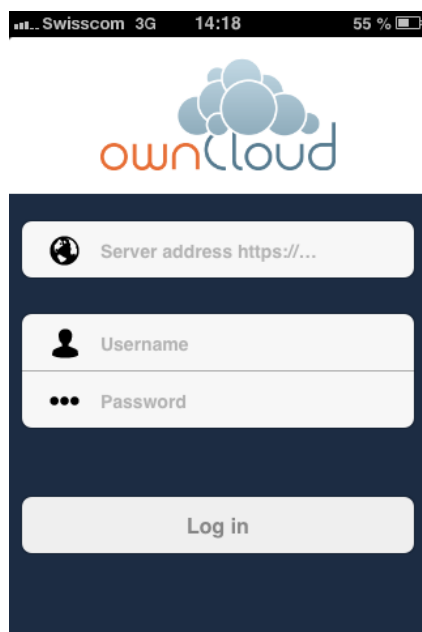 Swisscom 3G 14:18 55 %
ownCloud
Server address https://...
Username
Password
Log in